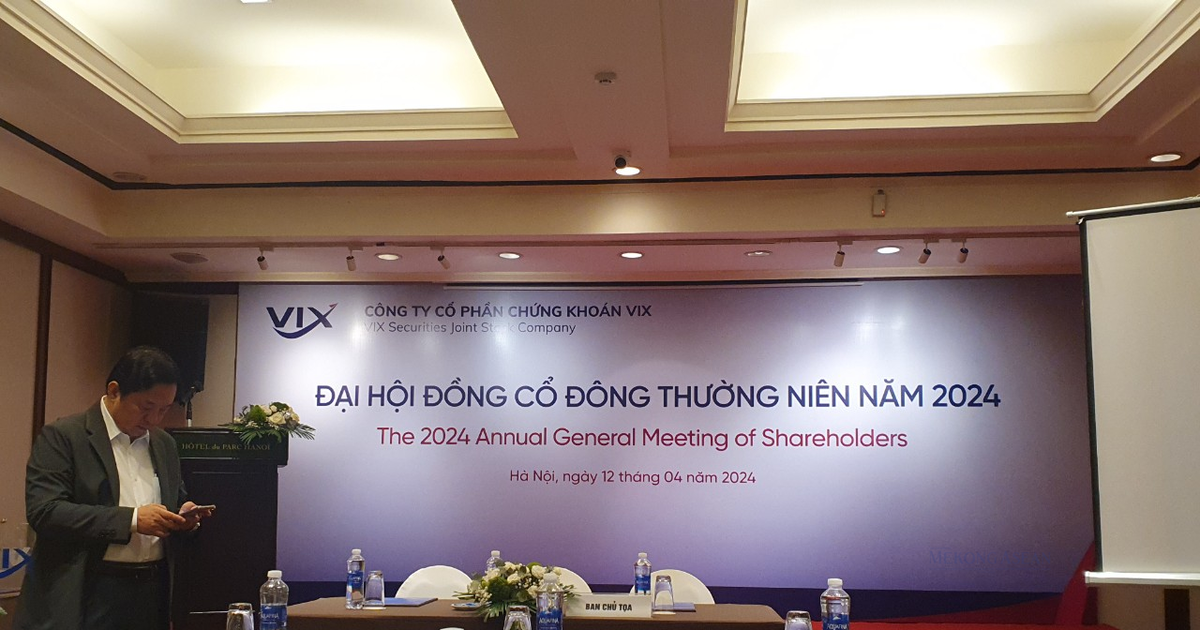 VIX
CÔNG TY CỔ PHẦN CHỨNG KHOÁN VIX
VIX Securities Joint Stock Company
ĐẠI HỘI ĐỒNG CỔ ĐÔNG THƯỜNG NIÊN NĂM 2024
The 2024 Annual General Meeting of Shareholders
Hà Nội, ngày 12 tháng 04 năm 2024
HÔTEL du PARC HANOI
BAN CHỦ TỌA
AQUAFINA